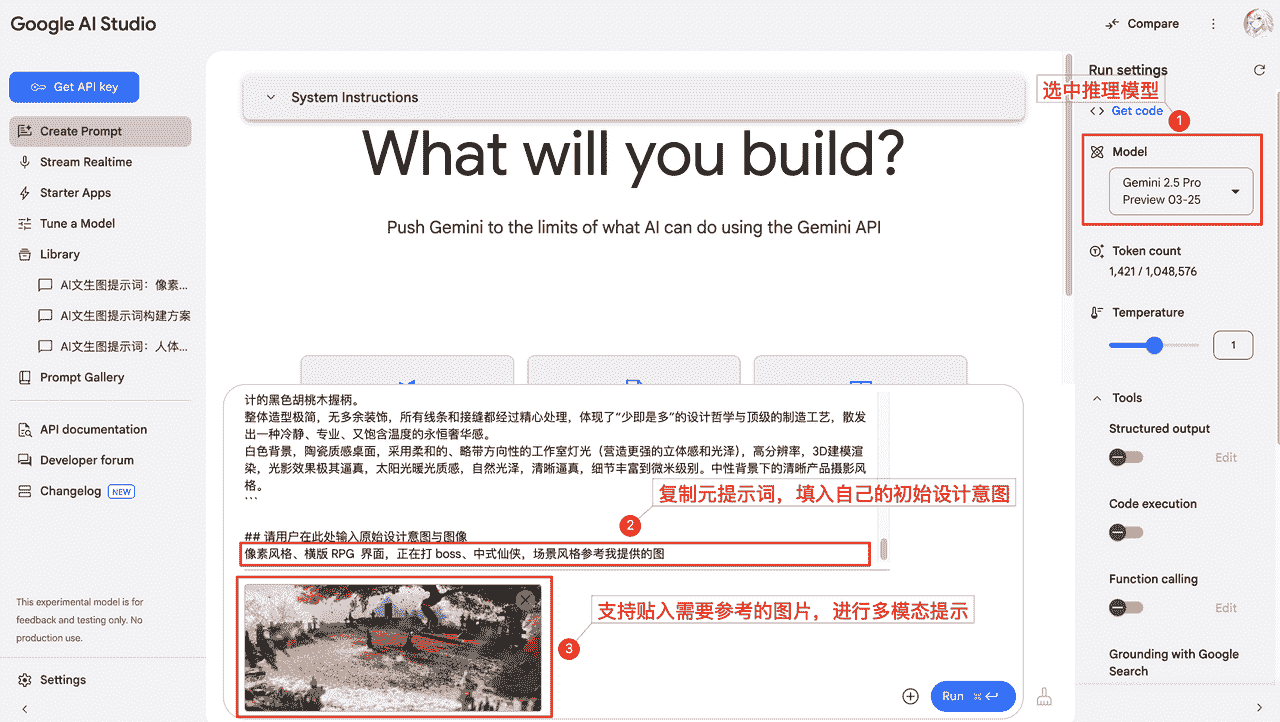 Google AI Studio
Compare
Get API key
Create Prompt
Stream Realtime
Starter Apps
Tune a Model
Library
AI文生图提示词：像素...
AI文生图提示词构建方案
AI文生图提示词：人体...
Prompt Gallery
API documentation
Developer forum
Changelog NEW
This experimental model is for
feedback and testing only. No
production use.
Settings
System Instructions
What will you build?
Push Gemini to the limits of what AI can do using the Gemini API
计的黑色胡桃木握柄。
整体造型极简，无多余装饰，所有线条和接缝都经过精心处理，体现了“少即是多”的设计哲学与顶级的制造工艺，散发
出一种冷静、专业、又饱含温度的永恒奢华感。
白色背景，陶瓷质感桌面，采用柔和的、略带方向性的工作室灯光（营造更强的立体感和光泽），高分辨率，3D建模渲
染，光影效果极其逼真，太阳光暖光质感，自然光泽，清晰逼真，细节丰富到微米级别。中性背景下的清晰产品摄影风
格。
```
复制元提示词，填入自己的初始设计意图
2
## 请用户在此处输入原始设计意图与图像
像素风格、横版 RPG 界面，正在打 boss、中式仙侠，场景风格参考我提供的图
支持贴入需要参考的图片，进行多模态提示
3
Run
Run settings
选中推理模型
Get code
1
Model
Gemini 2.5 Pro
Preview 03-25
Token count
1,421 / 1,048,576
Temperature
1
Tools
Structured output
Edit
Code execution
Function calling
Edit
Grounding with Google
Search